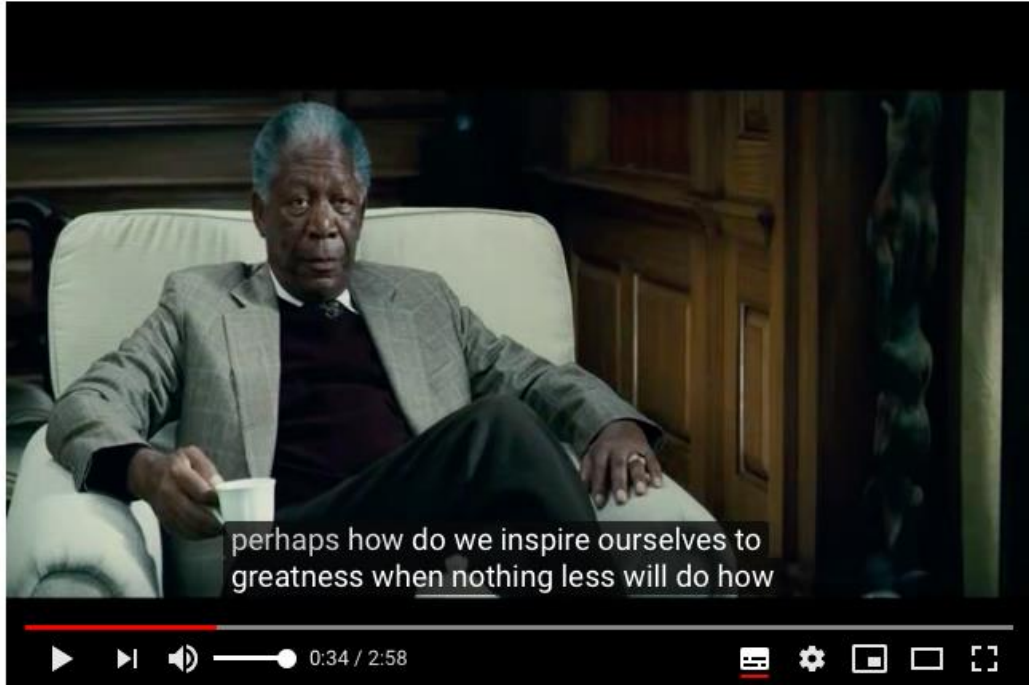 perhaps how do we inspire ourselves to
greatness when nothing less will do how
0:34 / 2:58